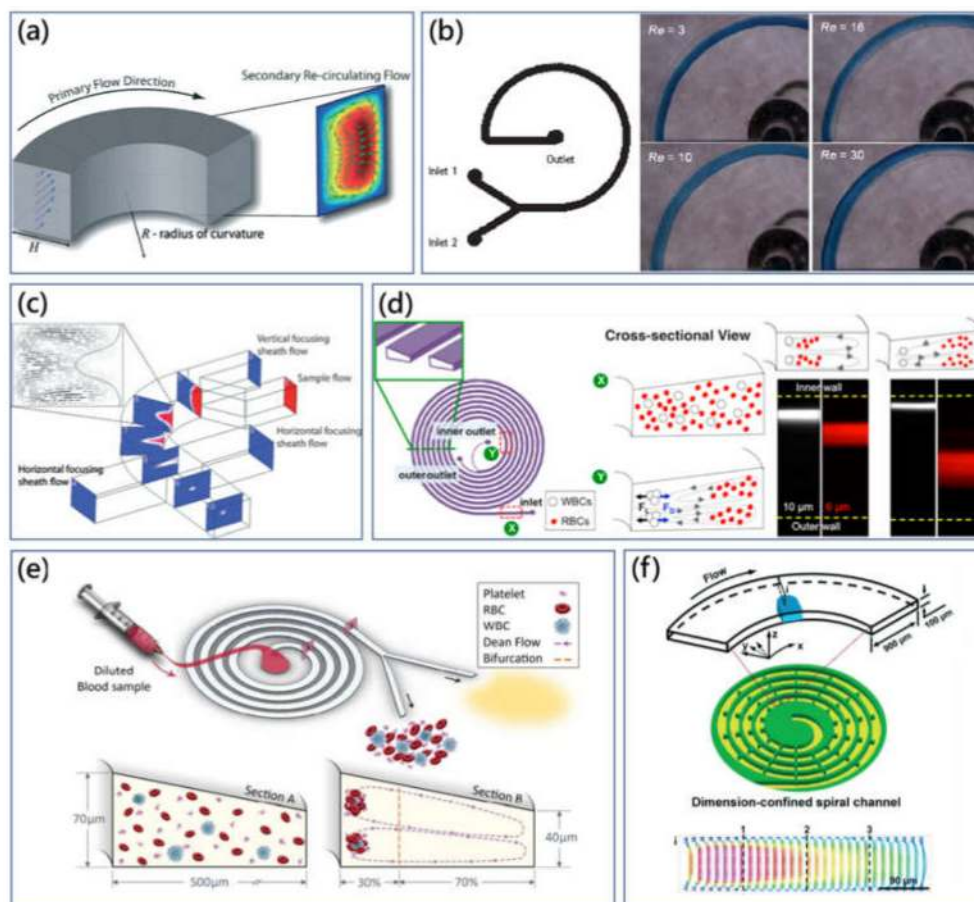 (a)
Primary Flow Direction
Secondary Re-circulating Flow
R - radius of curvature
H
(b)
Inlet 1
Inlet 2
Outlet
Re = 3
Re = 16
Re = 10
Re = 30
(c)
Vertical focusing
sheath flow
Sample flow
Horizontal focusing
sheath flow
Horizontal focusing
sheath flow
(d)
inner outlet
outer outlet
Y
inlet
X
WBCs
RBCs
Cross-sectional View
X
Y
Inner wall
10 µm
6 µm
Outer wall
(e)
Diluted
Blood sample
Platelet
RBC
WBC
Dean Flow
Bifurcation
Section A
70µm
500µm
Section B
40µm
30%
70%
(f)
Flow
z
y
x
900 µm
100 µm
Dimension-confined spiral channel
1
2
3
90 µm